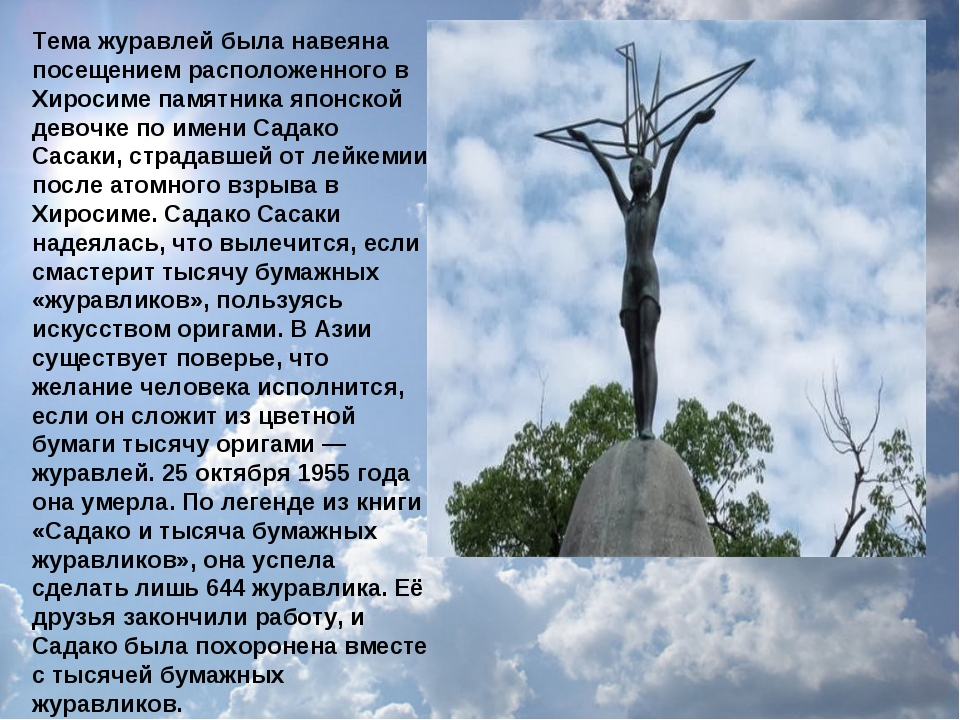 Тема журавлей была навеяна
посещением расположенного в
Хиросиме памятника японской
девочке по имени Садако
Сасаки, страдавшей от лейкемии
после атомного взрыва в
Хиросиме. Садако Сасаки
надеялась, что вылечится, если
смастерит тысячу бумажных
«журавликов», пользуясь
искусством оригами. В Азии
существует поверье, что
желание человека исполнится,
если он сложит из цветной
бумаги тысячу оригами —
журавлей. 25 октября 1955 года
она умерла. По легенде из книги
«Садако и тысяча бумажных
журавликов», она успела
сделать лишь 644 журавлика. Её
друзья закончили работу, и
Садако была похоронена вместе
с тысячей бумажных
журавликов.